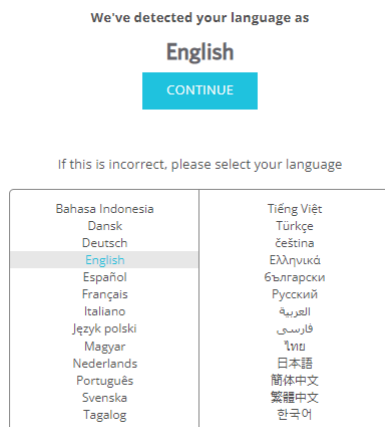 We've detected your language as
English
CONTINUE
If this is incorrect, please select your language
Bahasa Indonesia
Dansk
Deutsch
English
Español
Français
Italiano
Język polski
Magyar
Nederlands
Português
Svenska
Tagalog
Tiếng Việt
Türkçe
čeština
Ελληνικά
български
Русский
العربية
فارسی
ไทย
日本語
简体中文
繁體中文
한국어